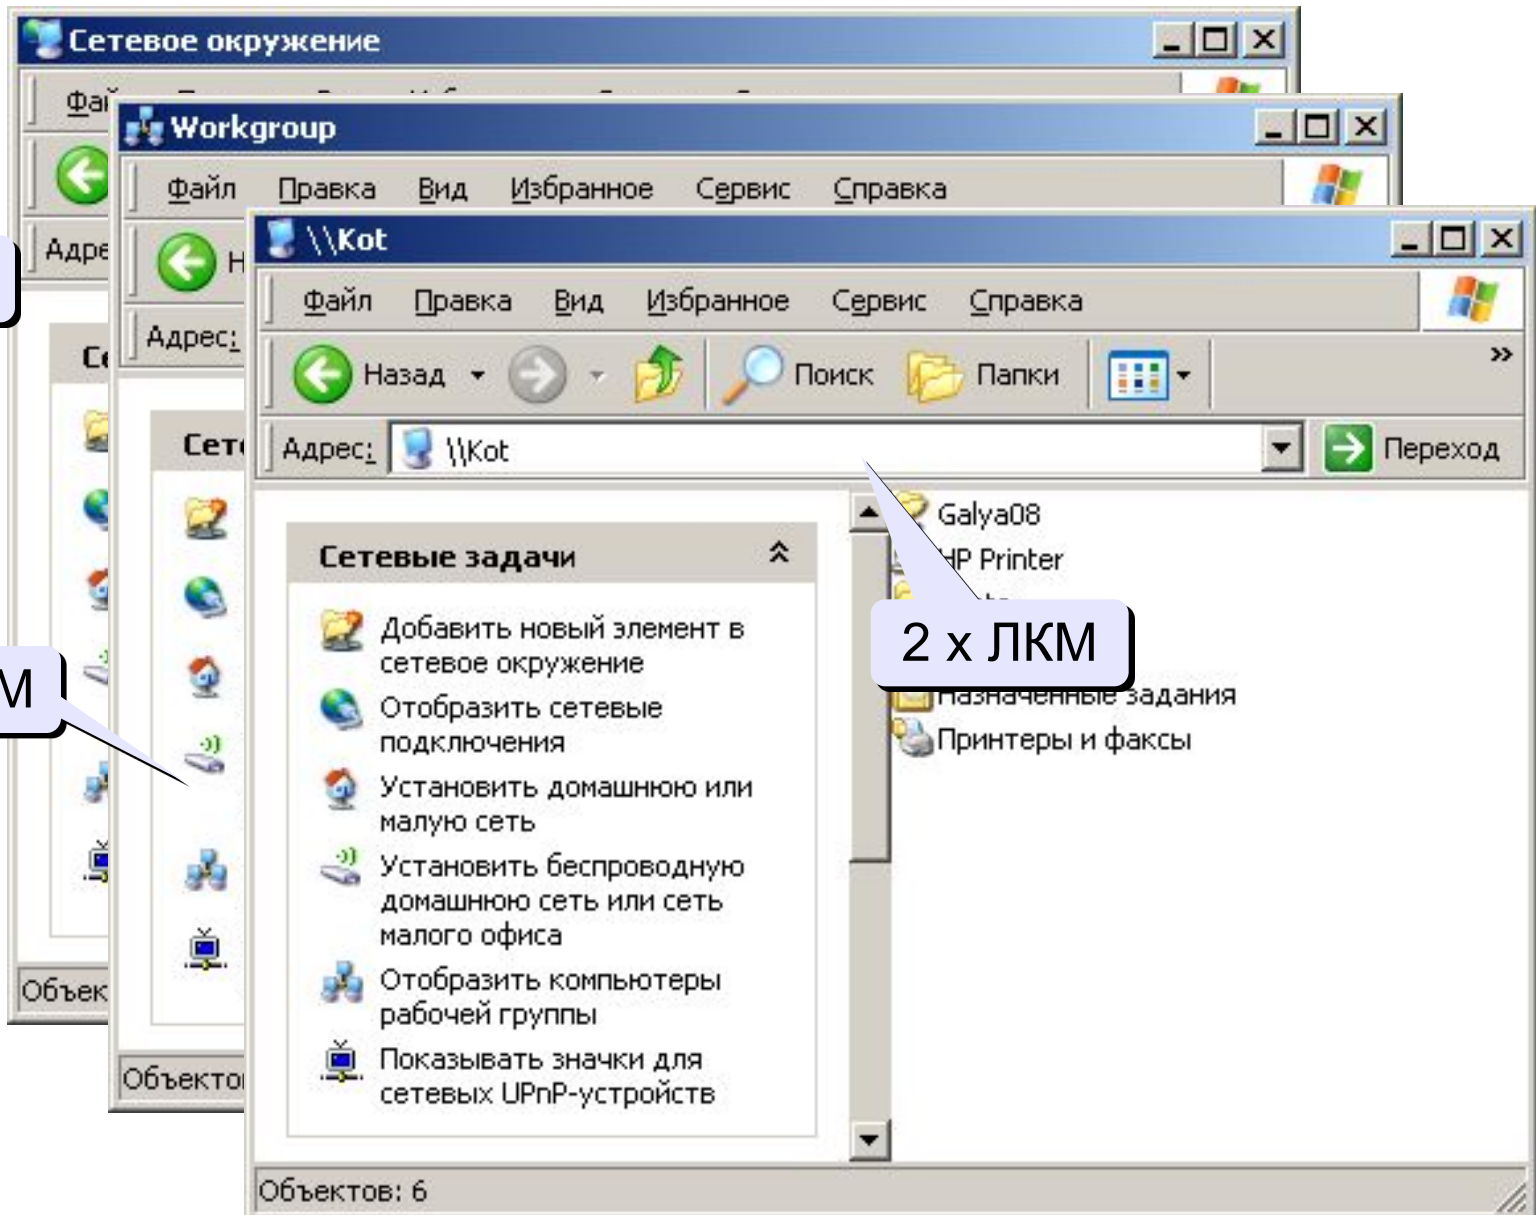 Сетевое окружение
Workgroup
Файл Правка Вид Избранное Сервис Справка
\\Kot
Файл Правка Вид Избранное Сервис Справка
Назад Поиск Папки
Адрес:
Адрес: \\Kot Переход
Сетевые задачи
Добавить новый элемент в
сетевое окружение
Отобразить сетевые
подключения
Установить домашнюю или
малую сеть
Установить беспроводную
домашнюю сеть или сеть
малого офиса
Отобразить компьютеры
рабочей группы
Показывать значки для
сетевых UPnP-устройств
Galya08
HP Printer
2 x ЛКМ
Назначенные задания
Принтеры и факсы
Объектов: 6